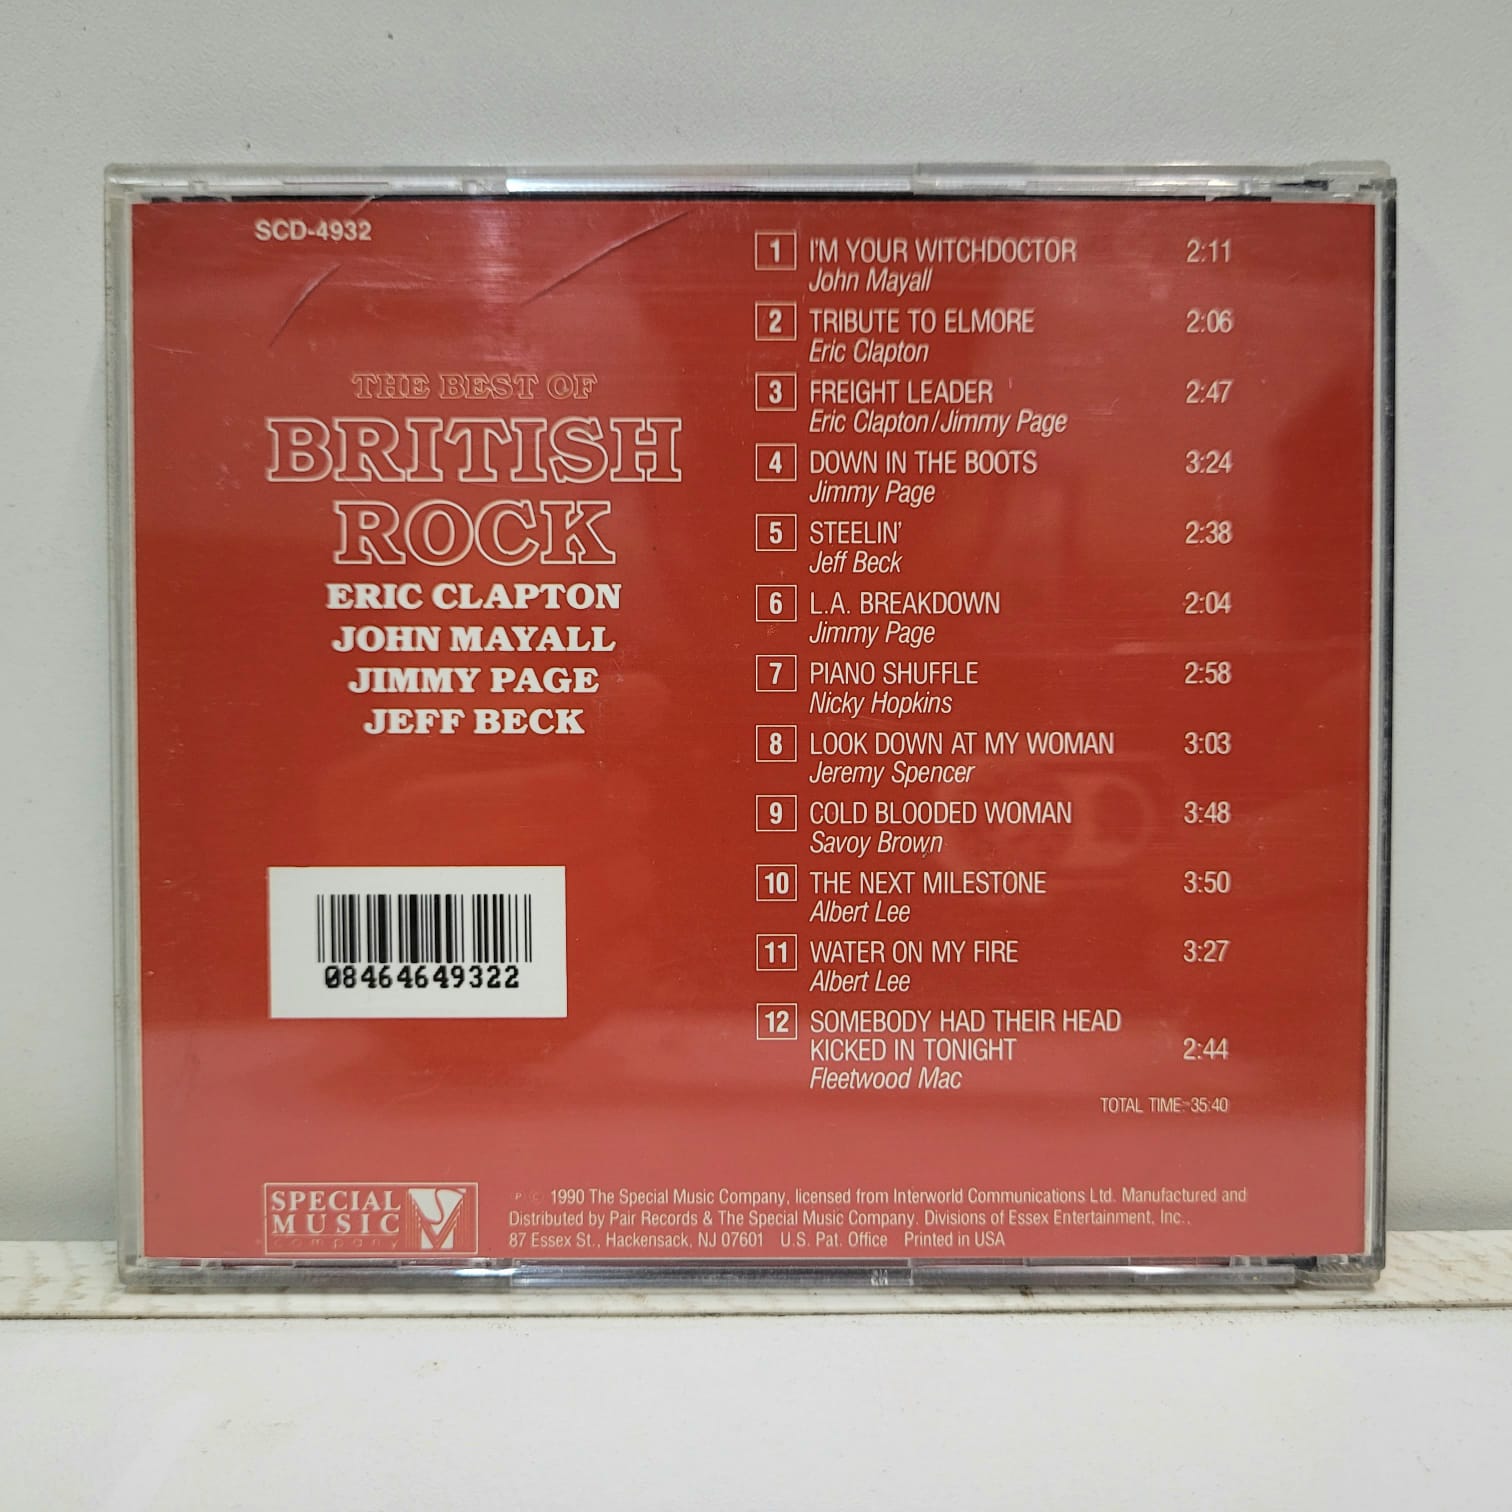 SCD-4932
THE BEST OF
BRITISH
ROCK
ERIC CLAPTON
JOHN MAYALL
JIMMY PAGE
JEFF BECK
08464649322
1 I'M YOUR WITCHDOCTOR 2:11
John Mayall
2 TRIBUTE TO ELMORE 2:06
Eric Clapton
3 FREIGHT LEADER 2:47
Eric Clapton/Jimmy Page
4 DOWN IN THE BOOTS 3:24
Jimmy Page
5 STEELIN' 2:38
Jeff Beck
6 L.A. BREAKDOWN 2:04
Jimmy Page
7 PIANO SHUFFLE 2:58
Nicky Hopkins
8 LOOK DOWN AT MY WOMAN 3:03
Jeremy Spencer
9 COLD BLOODED WOMAN 3:48
Savoy Brown
10 THE NEXT MILESTONE 3:50
Albert Lee
11 WATER ON MY FIRE 3:27
Albert Lee
12 SOMEBODY HAD THEIR HEAD
KICKED IN TONIGHT 2:44
Fleetwood Mac
TOTAL TIME: 35:40
SPECIAL
MUSIC
company
℗ © 1990 The Special Music Company, licensed from Interworld Communications Ltd. Manufactured and
Distributed by Pair Records & The Special Music Company. Divisions of Essex Entertainment, Inc.,
87 Essex St., Hackensack, NJ 07601 U.S. Pat. Office Printed in USA